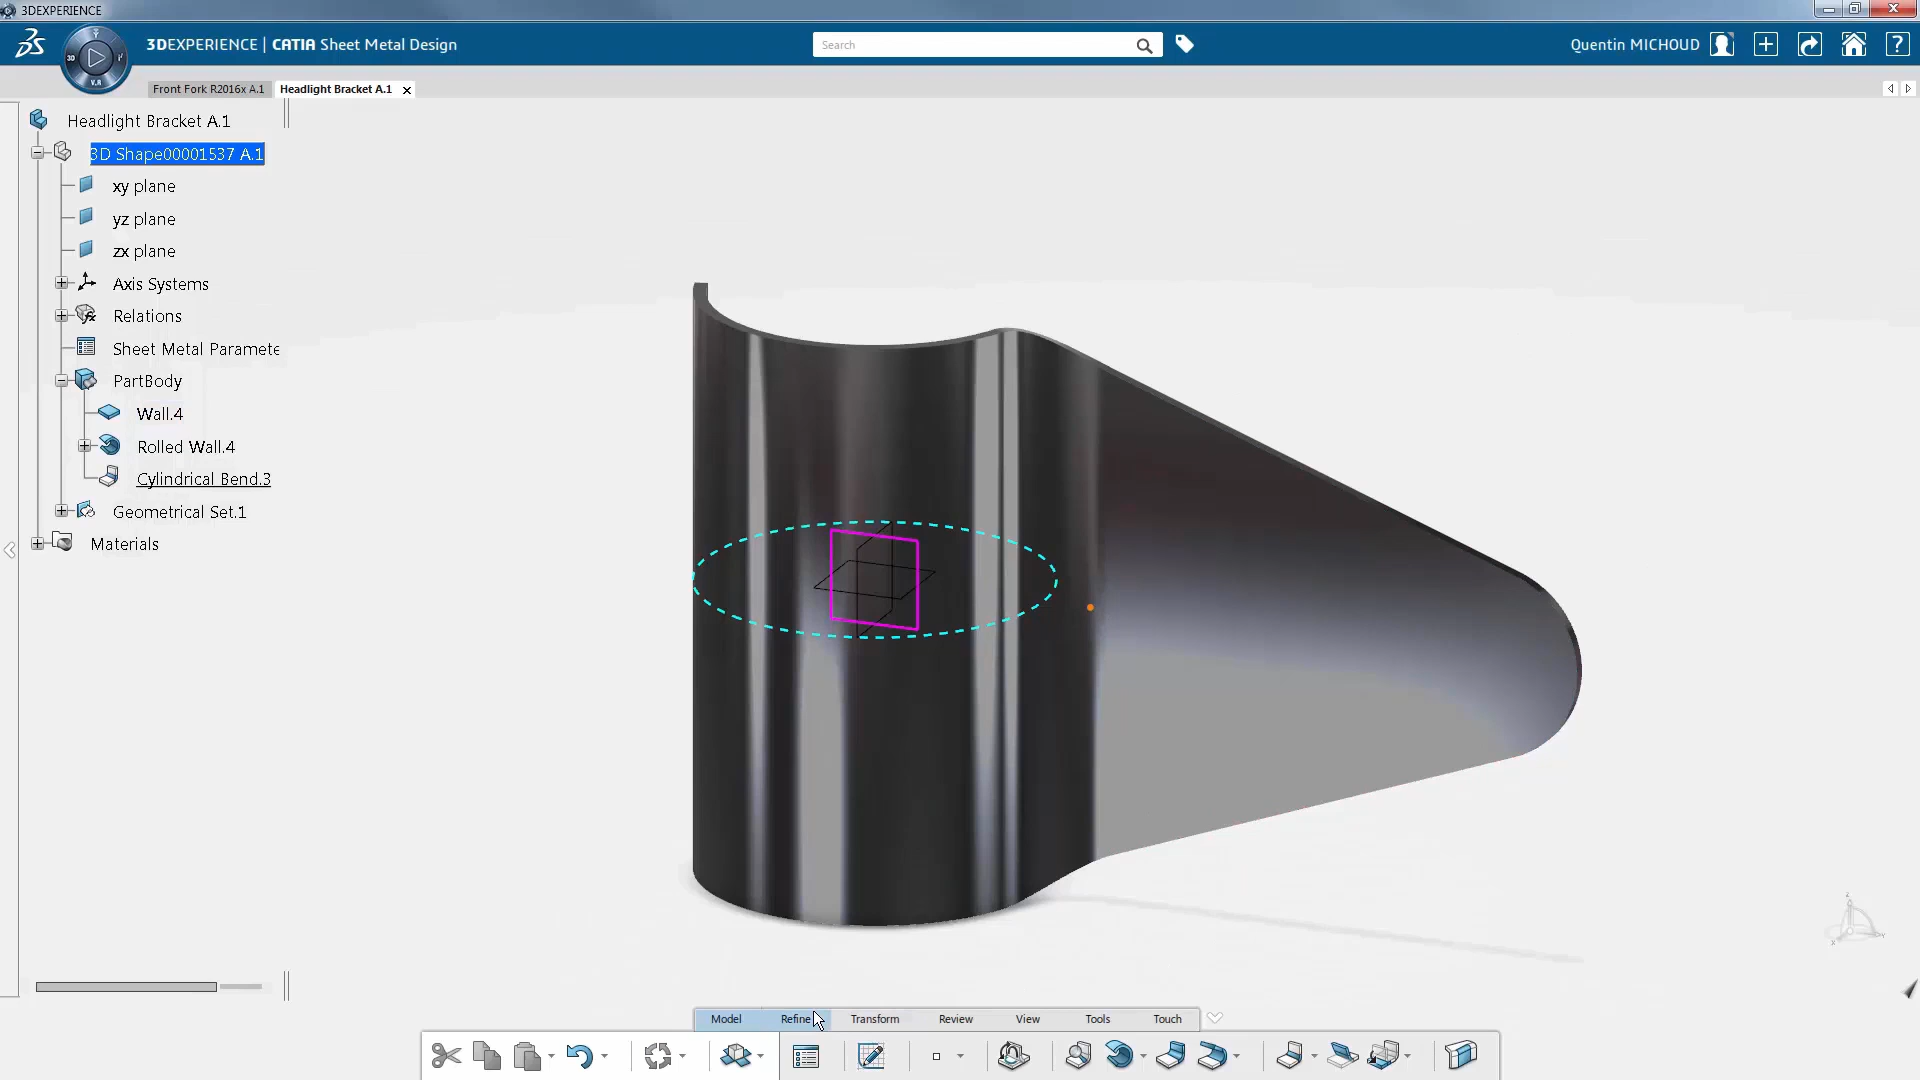 3DEXPERIENCE
3DEXPERIENCE | CATIA Sheet Metal Design
Search
Quentin MICHOUD
3D
V.R
Front Fork R2016x A.1
Headlight Bracket A.1
Headlight Bracket A.1
3D Shape00001537 A.1
xy plane
yz plane
zx plane
Axis Systems
Relations
Sheet Metal Paramete
PartBody
Wall.4
Rolled Wall.4
Cylindrical Bend.3
Geometrical Set.1
Materials
Model
Refine
Transform
Review
View
Tools
Touch